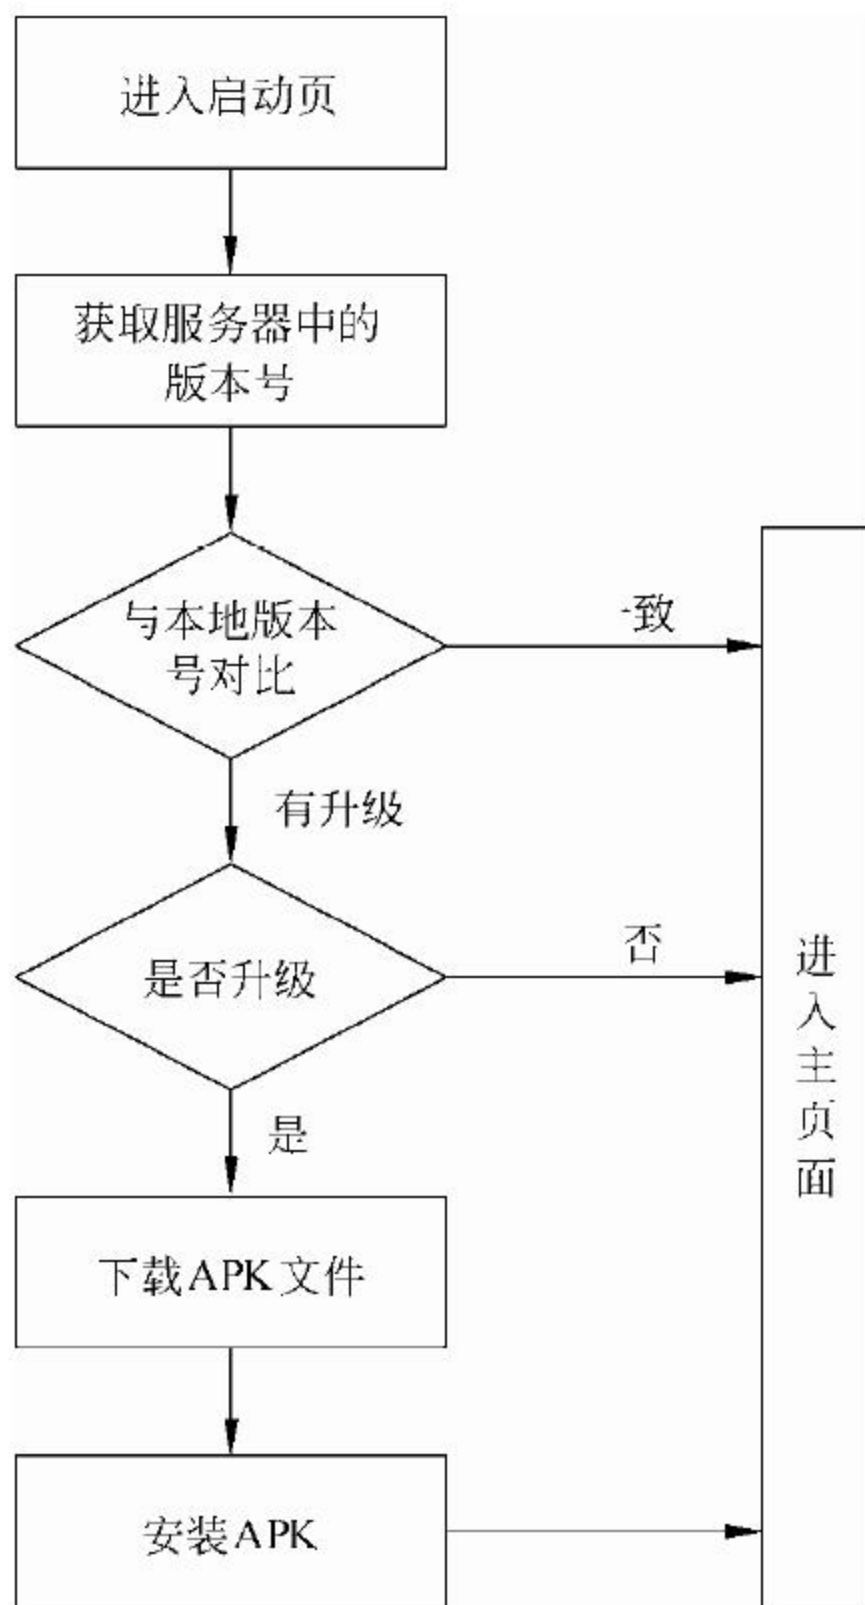 进入启动页
获取服务器中的
版本号
与本地版本
号对比
一致
有升级
是否升级
否
是
下载APK文件
安装APK
进入主页面